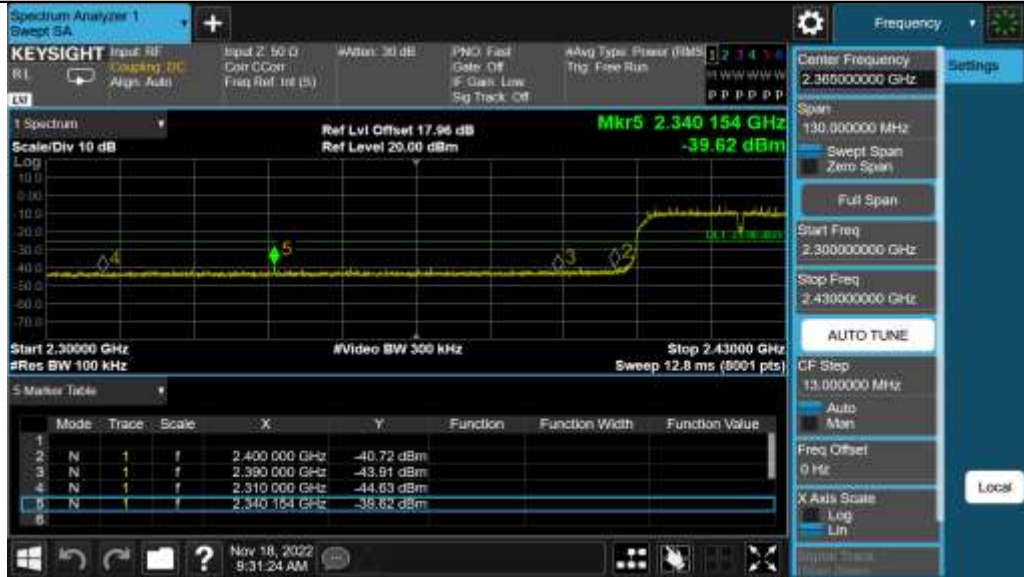 Spectrum Analyzer 1
Swept SA
+
Frequency
KEYSIGHT
Input: RF
Coupling: DC
Align: Auto
Input Z: 50 Ω
Corr CCorr
Freq Ref: Int (S)
#Atten: 30 dB
PNO: Fast
Gate: Off
IF Gain: Low
Sig Track: Off
#Avg Type: Power (RMS)
Trig: Free Run
1 2 3 4 5 6
P P P P P P
R L
LXI
1 Spectrum
Scale/Div 10 dB
Ref Lvl Offset 17.96 dB
Ref Level 20.00 dBm
Mkr5 2.340 154 GHz
-39.62 dBm
Log
10.0
0.00
-10.0
-20.0
-30.0
-40.0
-50.0
-60.0
-70.0
4
5
3
2
Start 2.30000 GHz
#Res BW 100 kHz
#Video BW 300 kHz
Stop 2.43000 GHz
Sweep 12.8 ms (8001 pts)
5 Marker Table
Mode Trace Scale X Y Function Function Width Function Value
1
2 N 1 f 2.400 000 GHz -40.72 dBm
3 N 1 f 2.390 000 GHz -43.91 dBm
4 N 1 f 2.310 000 GHz -44.63 dBm
5 N 1 f 2.340 154 GHz -39.62 dBm
6
Nov 18, 2022
9:31:24 AM
?
Center Frequency
2.365000000 GHz
Span
130.000000 MHz
Swept Span
Zero Span
Full Span
Start Freq
2.300000000 GHz
Stop Freq
2.430000000 GHz
AUTO TUNE
CF Step
13.000000 MHz
Auto
Man
Freq Offset
0 Hz
X Axis Scale
Log
Lin
Signal Track
Settings
Local